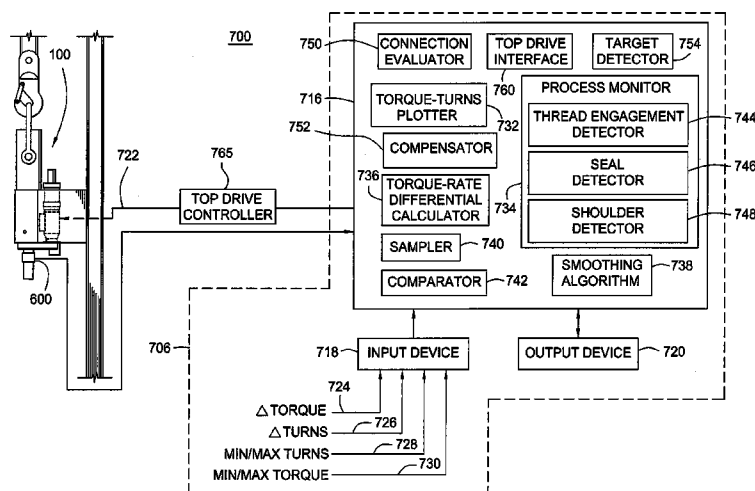 700
100
722
765
TOP DRIVE
CONTROLLER
600
706
716
750
CONNECTION
EVALUATOR
TOP DRIVE
INTERFACE
760
TARGET
DETECTOR
754
TORQUE-TURNS
PLOTTER
732
752
COMPENSATOR
736
TORQUE-RATE
DIFFERENTIAL
CALCULATOR
SAMPLER
740
COMPARATOR
742
PROCESS MONITOR
THREAD ENGAGEMENT
DETECTOR
744
SEAL
DETECTOR
746
734
SHOULDER
DETECTOR
748
SMOOTHING
ALGORITHM
738
718
INPUT DEVICE
OUTPUT DEVICE
720
724
△ TORQUE
726
△ TURNS
728
MIN/MAX TURNS
730
MIN/MAX TORQUE